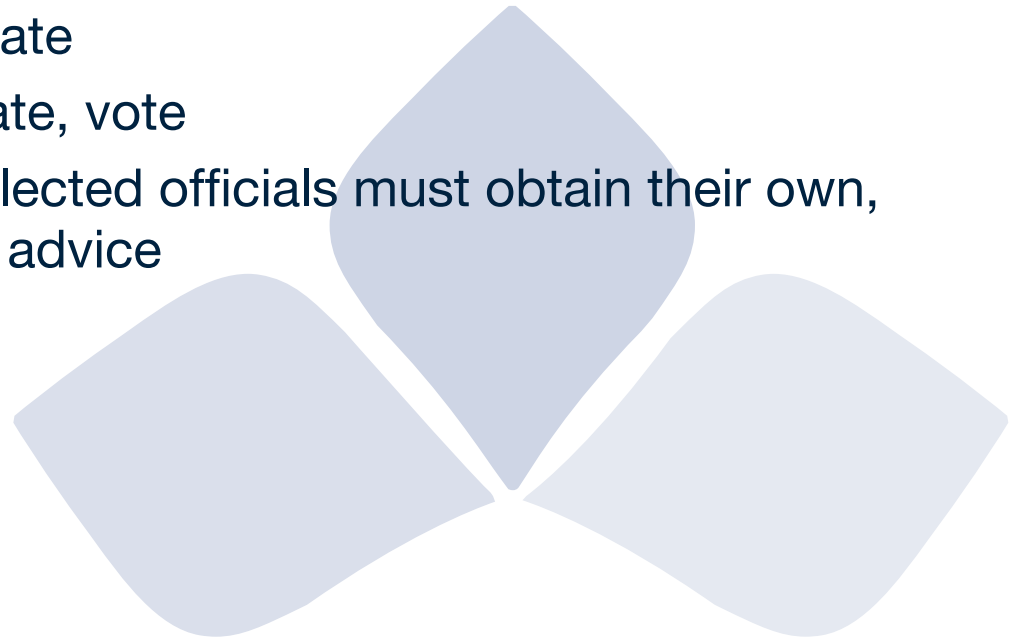 ate
ate, vote
lected officials must obtain their own,
advice